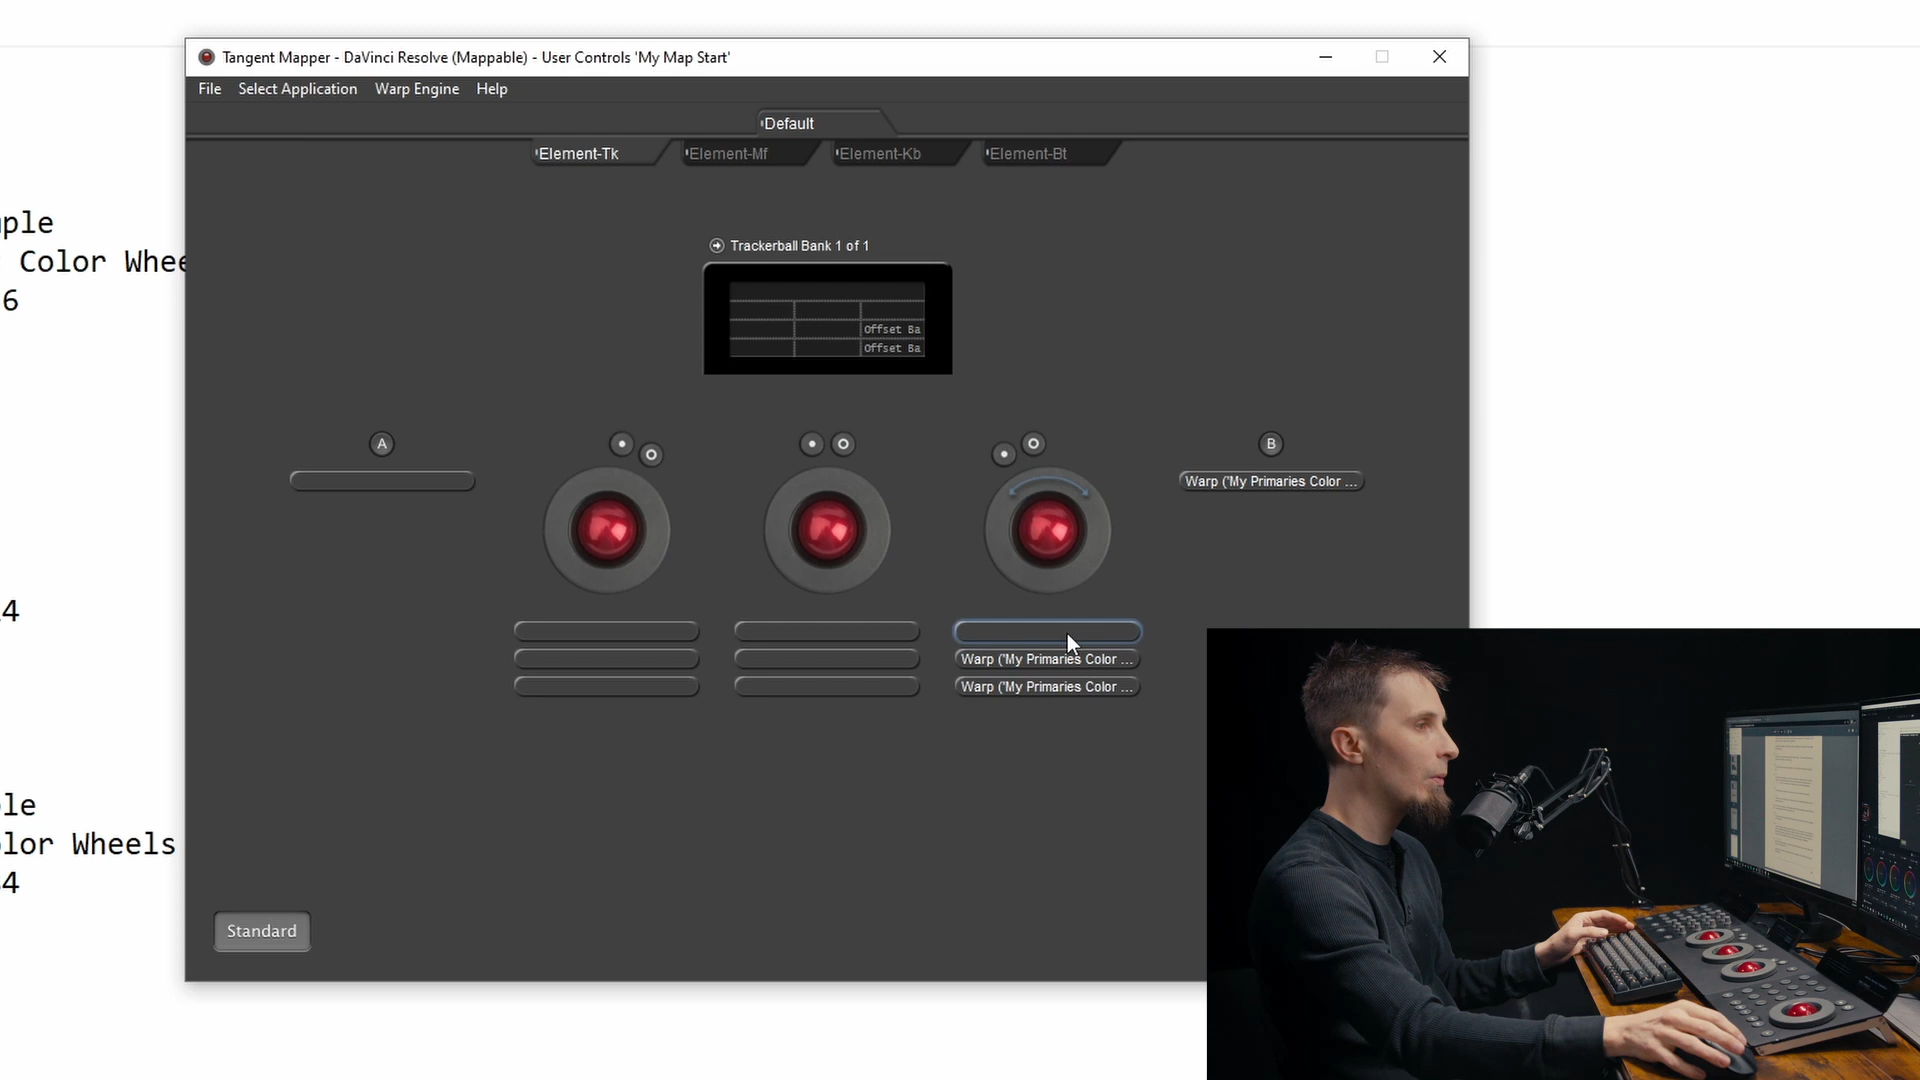 Tangent Mapper - DaVinci Resolve (Mappable) - User Controls 'My Map Start'
File Select Application Warp Engine Help
Default
Element-Tk Element-Mf Element-Kb Element-Bt
Trackerball Bank 1 of 1
Offset Ba
Offset Ba
A
B
Warp ('My Primaries Color ...
Warp ('My Primaries Color ...
Warp ('My Primaries Color ...
Standard
ple
Color Whee
6
4
le
lor Wheels
4